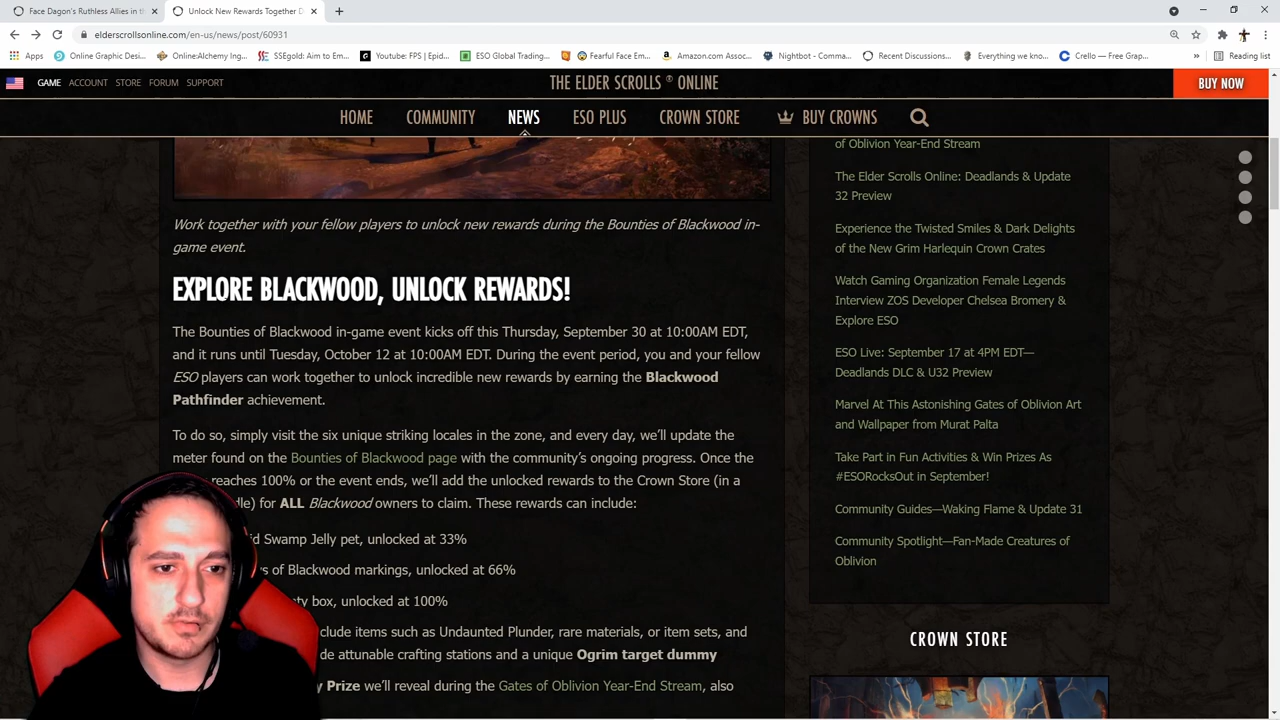 Face Dagon's Ruthless Allies in th
Unlock New Rewards Together D
elderscrollsonline.com/en-us/news/post/60931
Apps
Online Graphic Desi...
Online:Alchemy Ing...
SSEgold: Aim to Em...
Youtube: FPS | Epid...
ESO Global Trading...
Fearful Face Em...
Amazon.com Assoc...
Nightbot - Comma...
Recent Discussions...
Everything we kno...
Crello — Free Grap...
»
Reading list
GAME ACCOUNT STORE FORUM SUPPORT
THE ELDER SCROLLS ® ONLINE
BUY NOW
HOME COMMUNITY NEWS ESO PLUS CROWN STORE BUY CROWNS
Work together with your fellow players to unlock new rewards during the Bounties of Blackwood in-
game event.
EXPLORE BLACKWOOD, UNLOCK REWARDS!
The Bounties of Blackwood in-game event kicks off this Thursday, September 30 at 10:00AM EDT,
and it runs until Tuesday, October 12 at 10:00AM EDT. During the event period, you and your fellow
ESO players can work together to unlock incredible new rewards by earning the Blackwood
Pathfinder achievement.
To do so, simply visit the six unique striking locales in the zone, and every day, we'll update the
meter found on the Bounties of Blackwood page with the community's ongoing progress. Once the
reaches 100% or the event ends, we'll add the unlocked rewards to the Crown Store (in a
dle) for ALL Blackwood owners to claim. These rewards can include:
id Swamp Jelly pet, unlocked at 33%
s of Blackwood markings, unlocked at 66%
ty box, unlocked at 100%
clude items such as Undaunted Plunder, rare materials, or item sets, and
de attunable crafting stations and a unique Ogrim target dummy
y Prize we'll reveal during the Gates of Oblivion Year-End Stream, also
of Oblivion Year-End Stream
The Elder Scrolls Online: Deadlands & Update
32 Preview
Experience the Twisted Smiles & Dark Delights
of the New Grim Harlequin Crown Crates
Watch Gaming Organization Female Legends
Interview ZOS Developer Chelsea Bromery &
Explore ESO
ESO Live: September 17 at 4PM EDT—
Deadlands DLC & U32 Preview
Marvel At This Astonishing Gates of Oblivion Art
and Wallpaper from Murat Palta
Take Part in Fun Activities & Win Prizes As
#ESORocksOut in September!
Community Guides—Waking Flame & Update 31
Community Spotlight—Fan-Made Creatures of
Oblivion
CROWN STORE